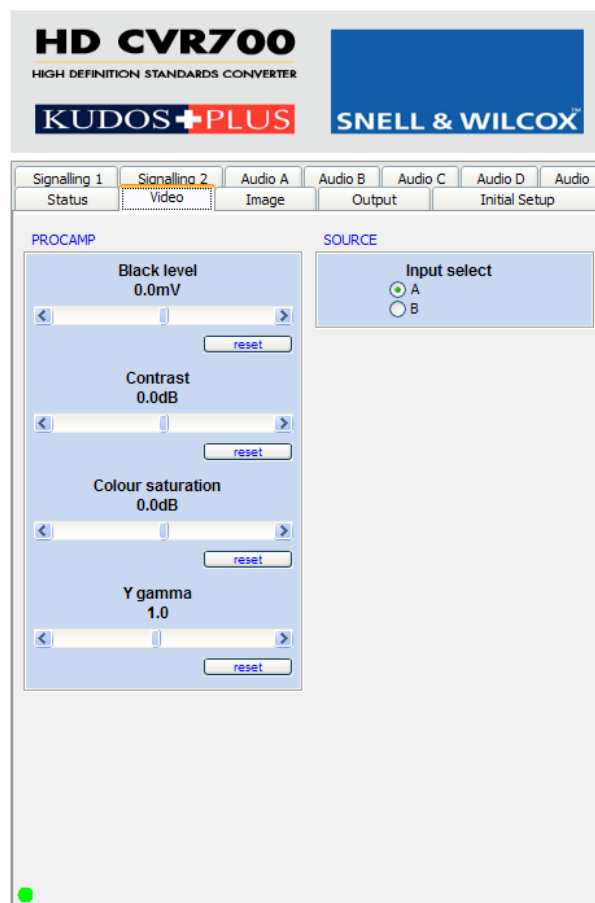 HD CVR700
HIGH DEFINITION STANDARDS CONVERTER
KUDOS PLUS
SNELL & WILCOX™
Signalling 1 Signalling 2 Audio A Audio B Audio C Audio D Audio
Status Video Image Output Initial Setup
PROCAMP
Black level
0.0mV
reset
Contrast
0.0dB
reset
Colour saturation
0.0dB
reset
Y gamma
1.0
reset
SOURCE
Input select
A
B